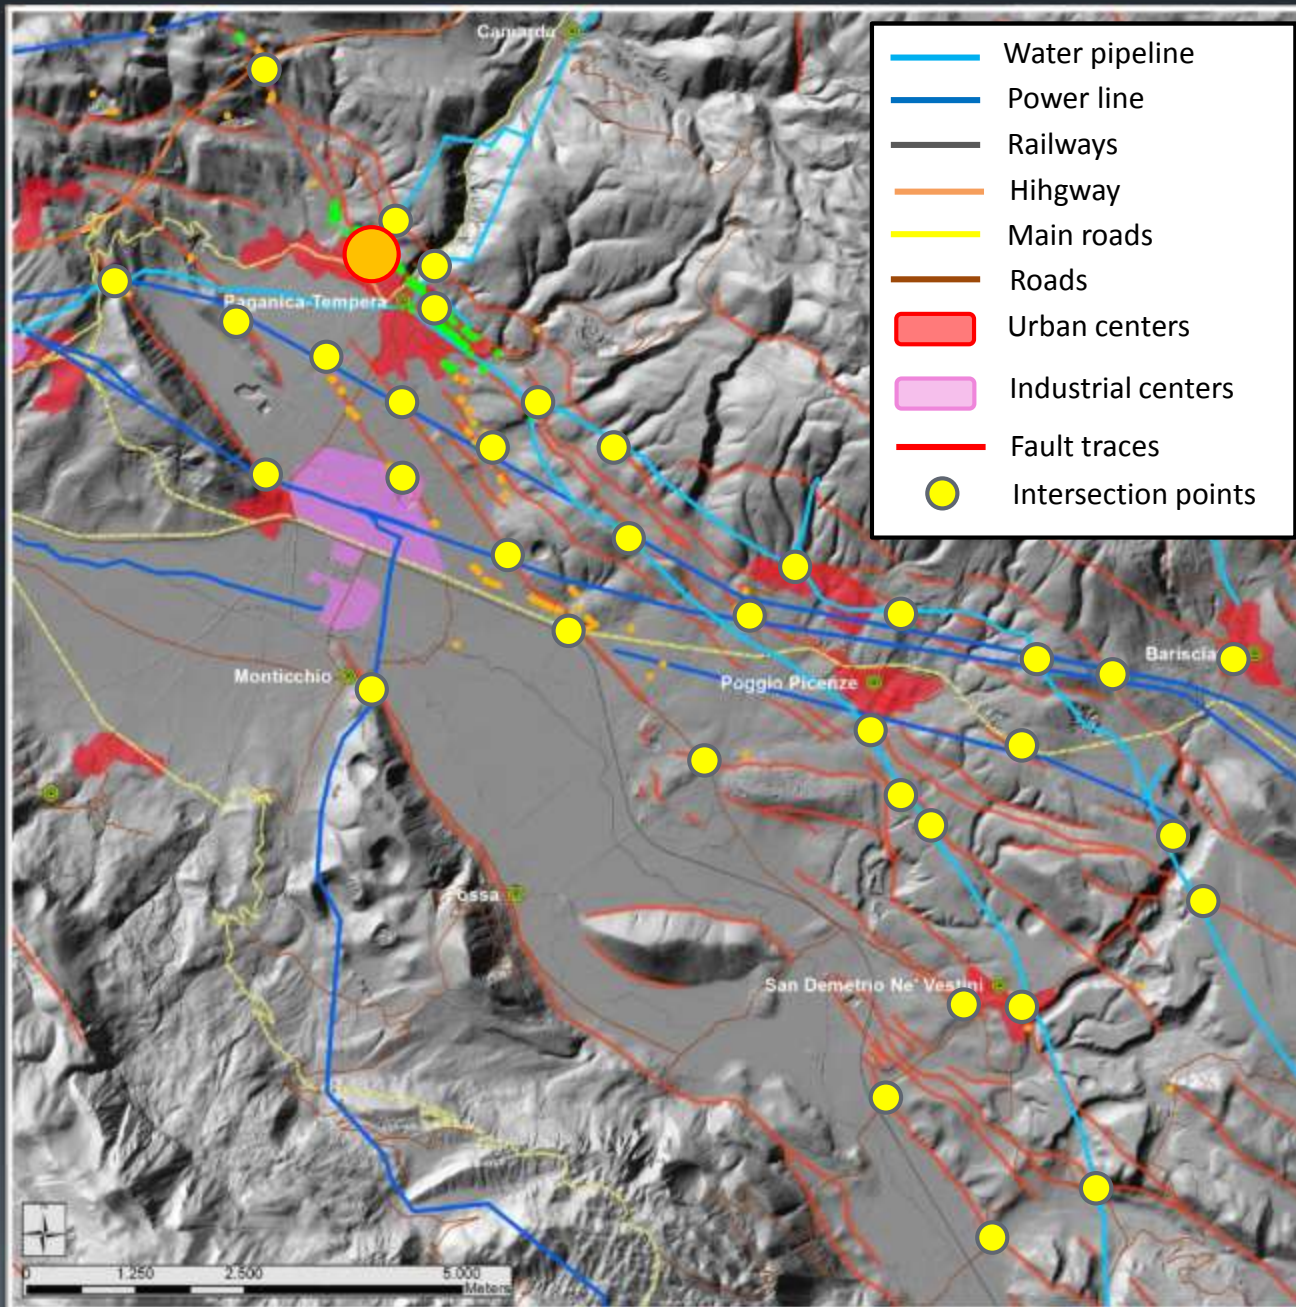 Camarda
Water pipeline
Power line
Railways
Hihgway
Main roads
Roads
Urban centers
Industrial centers
Fault traces
Intersection points
Paganica-Tempera
Monticchio
Poggio Picenze
Bariscia
Fossa
San Demetrio Ne' Vestini
0 1.250 2.500 5.000
Meters